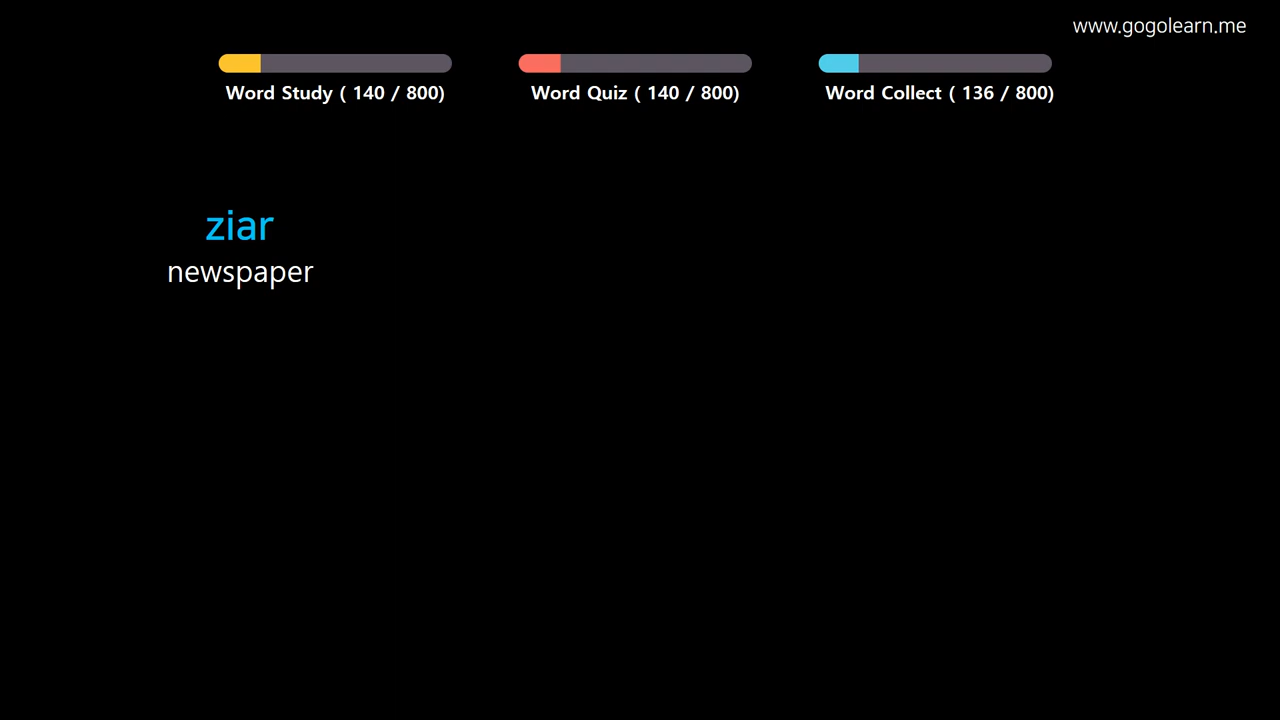 www.gogolearn.me
Word Study ( 140 / 800)
Word Quiz ( 140 / 800)
Word Collect ( 136 / 800)
ziar
newspaper